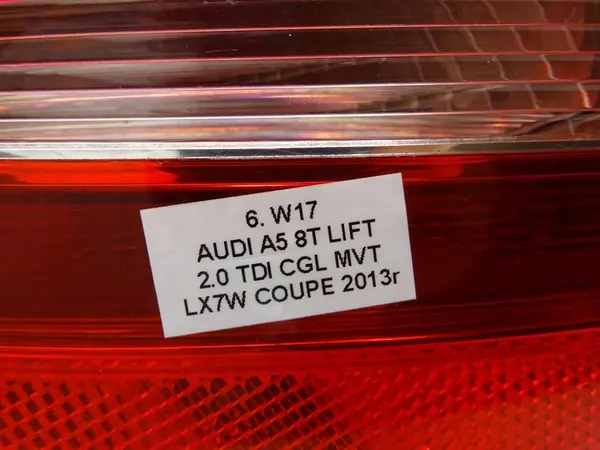 6. W17
AUDI A5 8T LIFT
2.0 TDI CGL MVT
LX7W COUPE 2013r